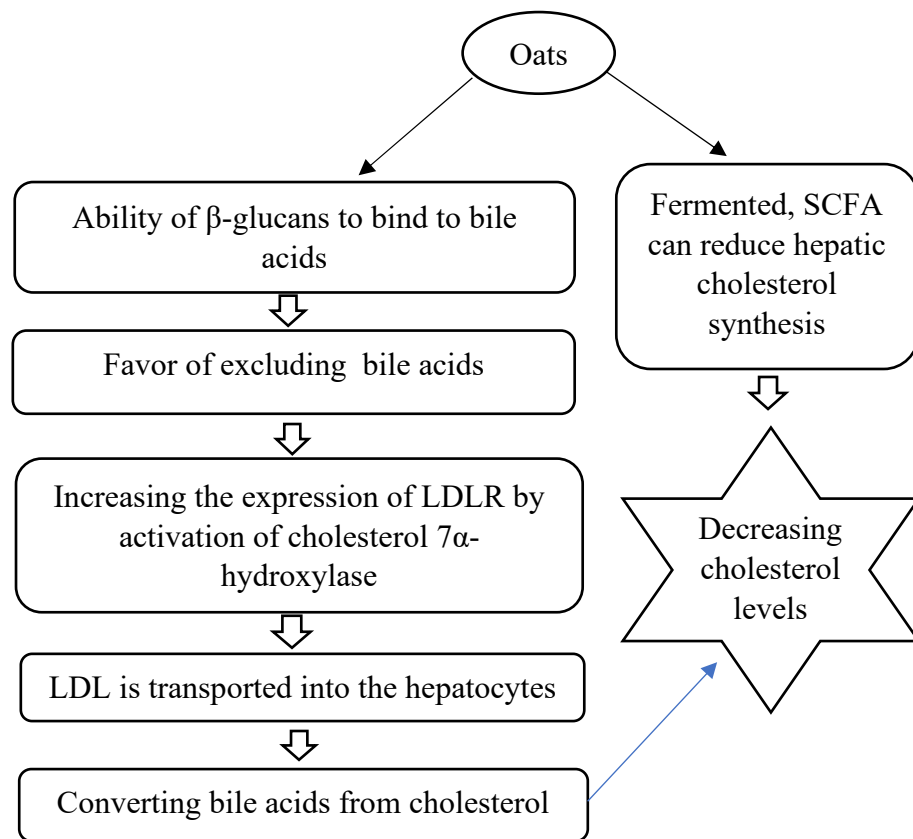 Oats
Ability of β-glucans to bind to bile
acids
Favor of excluding bile acids
Increasing the expression of LDLR by
activation of cholesterol 7α-
hydroxylase
LDL is transported into the hepatocytes
Converting bile acids from cholesterol
Fermented, SCFA
can reduce hepatic
cholesterol
synthesis
Decreasing
cholesterol
levels